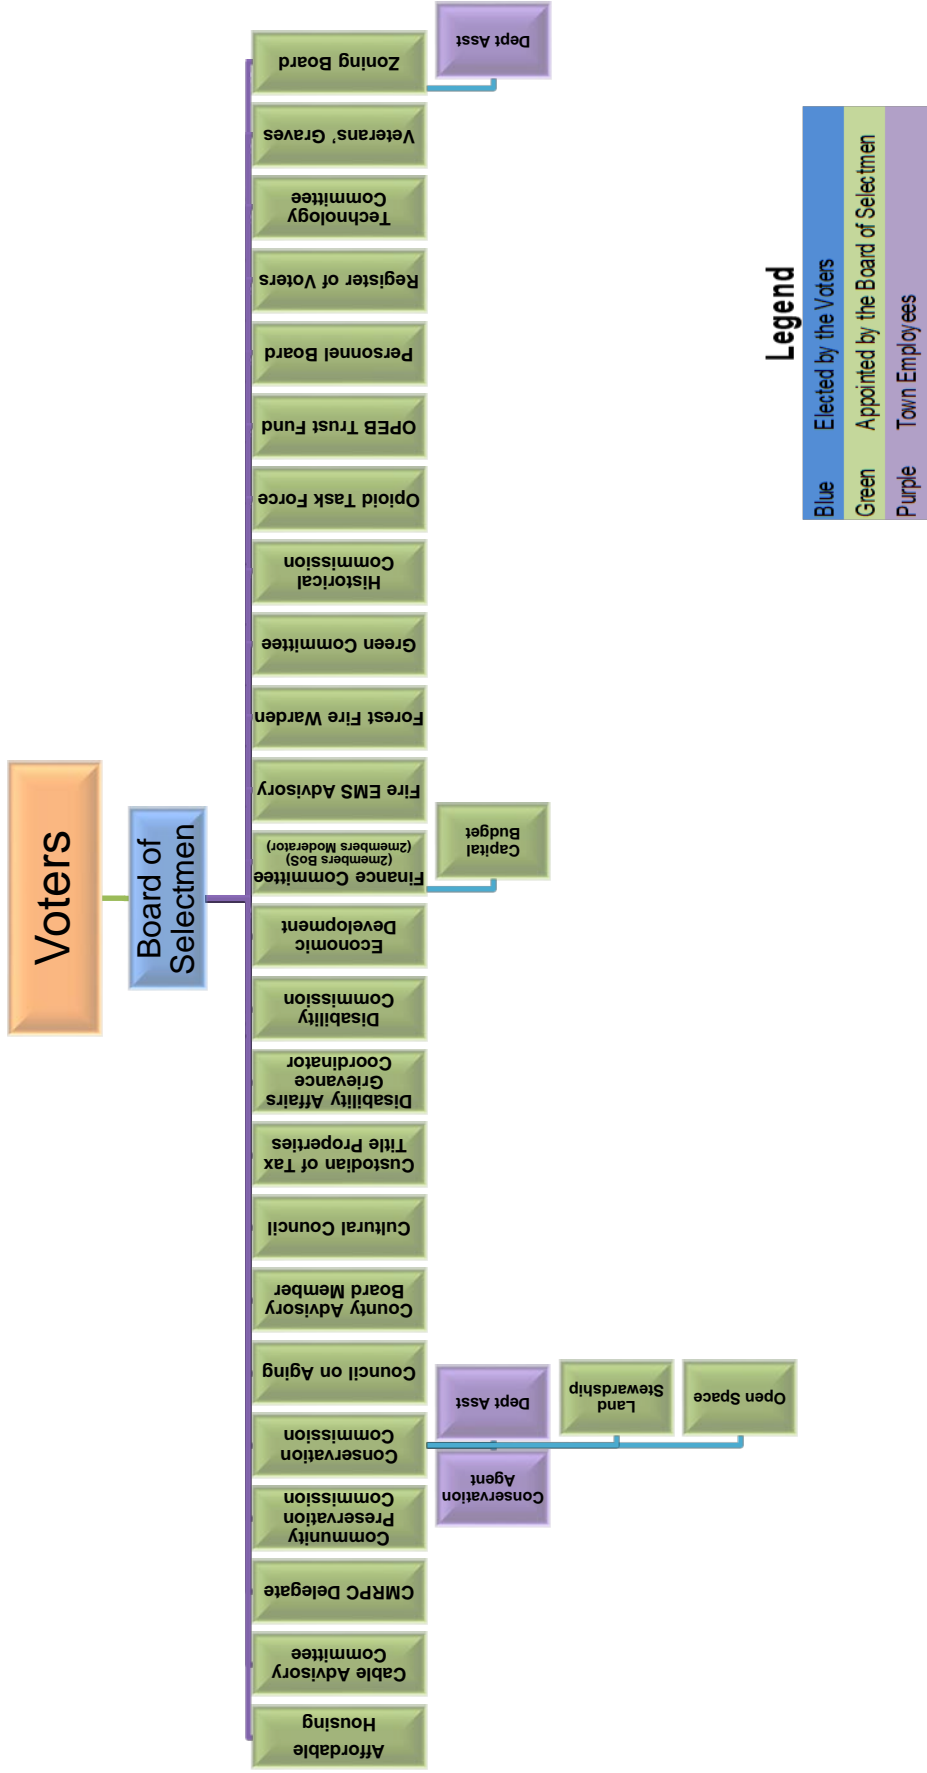 Voters
Board of
Selectmen
Affordable
Housing
Cable Advisory
Committee
CMRPC Delegate
Community
Preservation
Commission
Conservation
Commission
Conservation
Agent
Dept Asst
Land
Stewardship
Open Space
Council on Aging
County Advisory
Board Member
Cultural Council
Custodian of Tax
Title Properties
Disability Affairs
Grievance
Coordinator
Disability
Commission
Economic
Development
Finance Committee
(2members BoS)
(2members Moderator)
Capital
Budget
Fire EMS Advisory
Forest Fire Warden
Green Committee
Historical
Commission
Opioid Task Force
OPEB Trust Fund
Personnel Board
Register of Voters
Technology
Committee
Veterans’ Graves
Zoning Board
Dept Asst
Legend
Blue Elected by the Voters
Green Appointed by the Board of Selectmen
Purple Town Employees